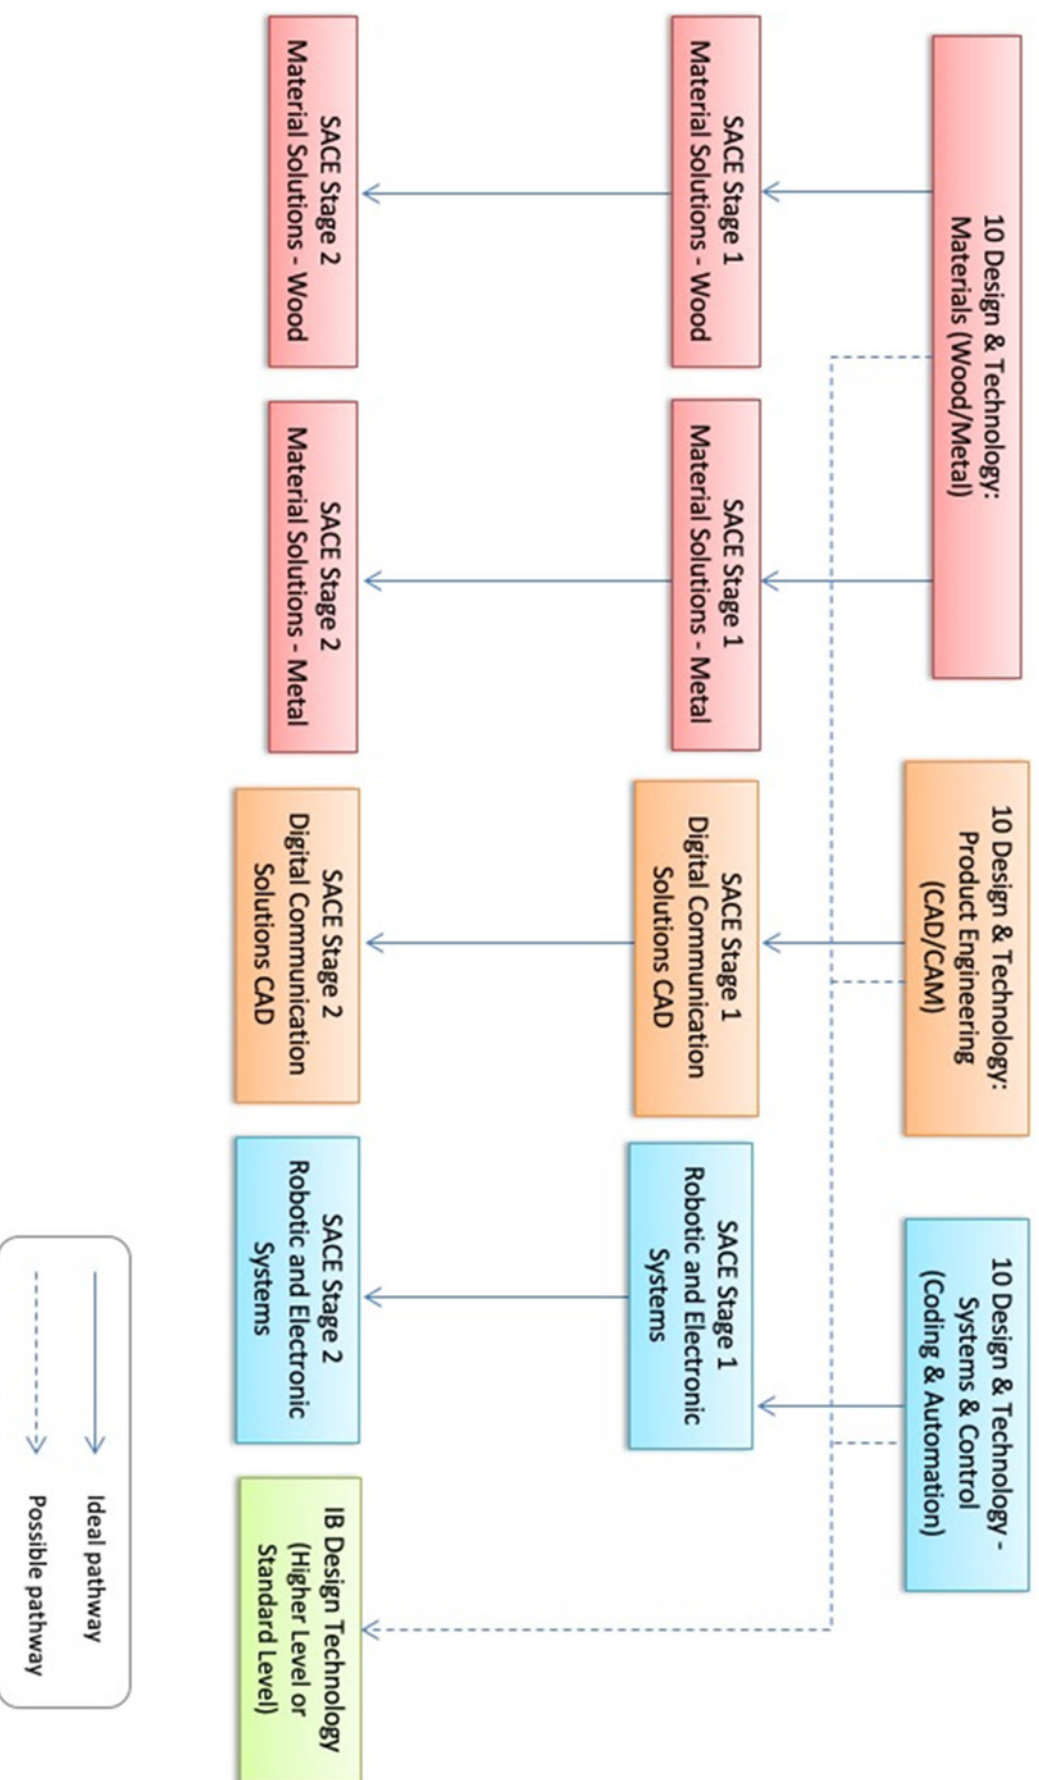 10 Design & Technology:
Materials (Wood/Metal)
10 Design & Technology:
Product Engineering
(CAD/CAM)
10 Design & Technology -
Systems & Control
(Coding & Automation)
SACE Stage 1
Material Solutions - Wood
SACE Stage 1
Material Solutions - Metal
SACE Stage 1
Digital Communication
Solutions CAD
SACE Stage 1
Robotic and Electronic
Systems
SACE Stage 2
Material Solutions - Wood
SACE Stage 2
Material Solutions - Metal
SACE Stage 2
Digital Communication
Solutions CAD
SACE Stage 2
Robotic and Electronic
Systems
IB Design Technology
(Higher Level or
Standard Level)
Ideal pathway
Possible pathway